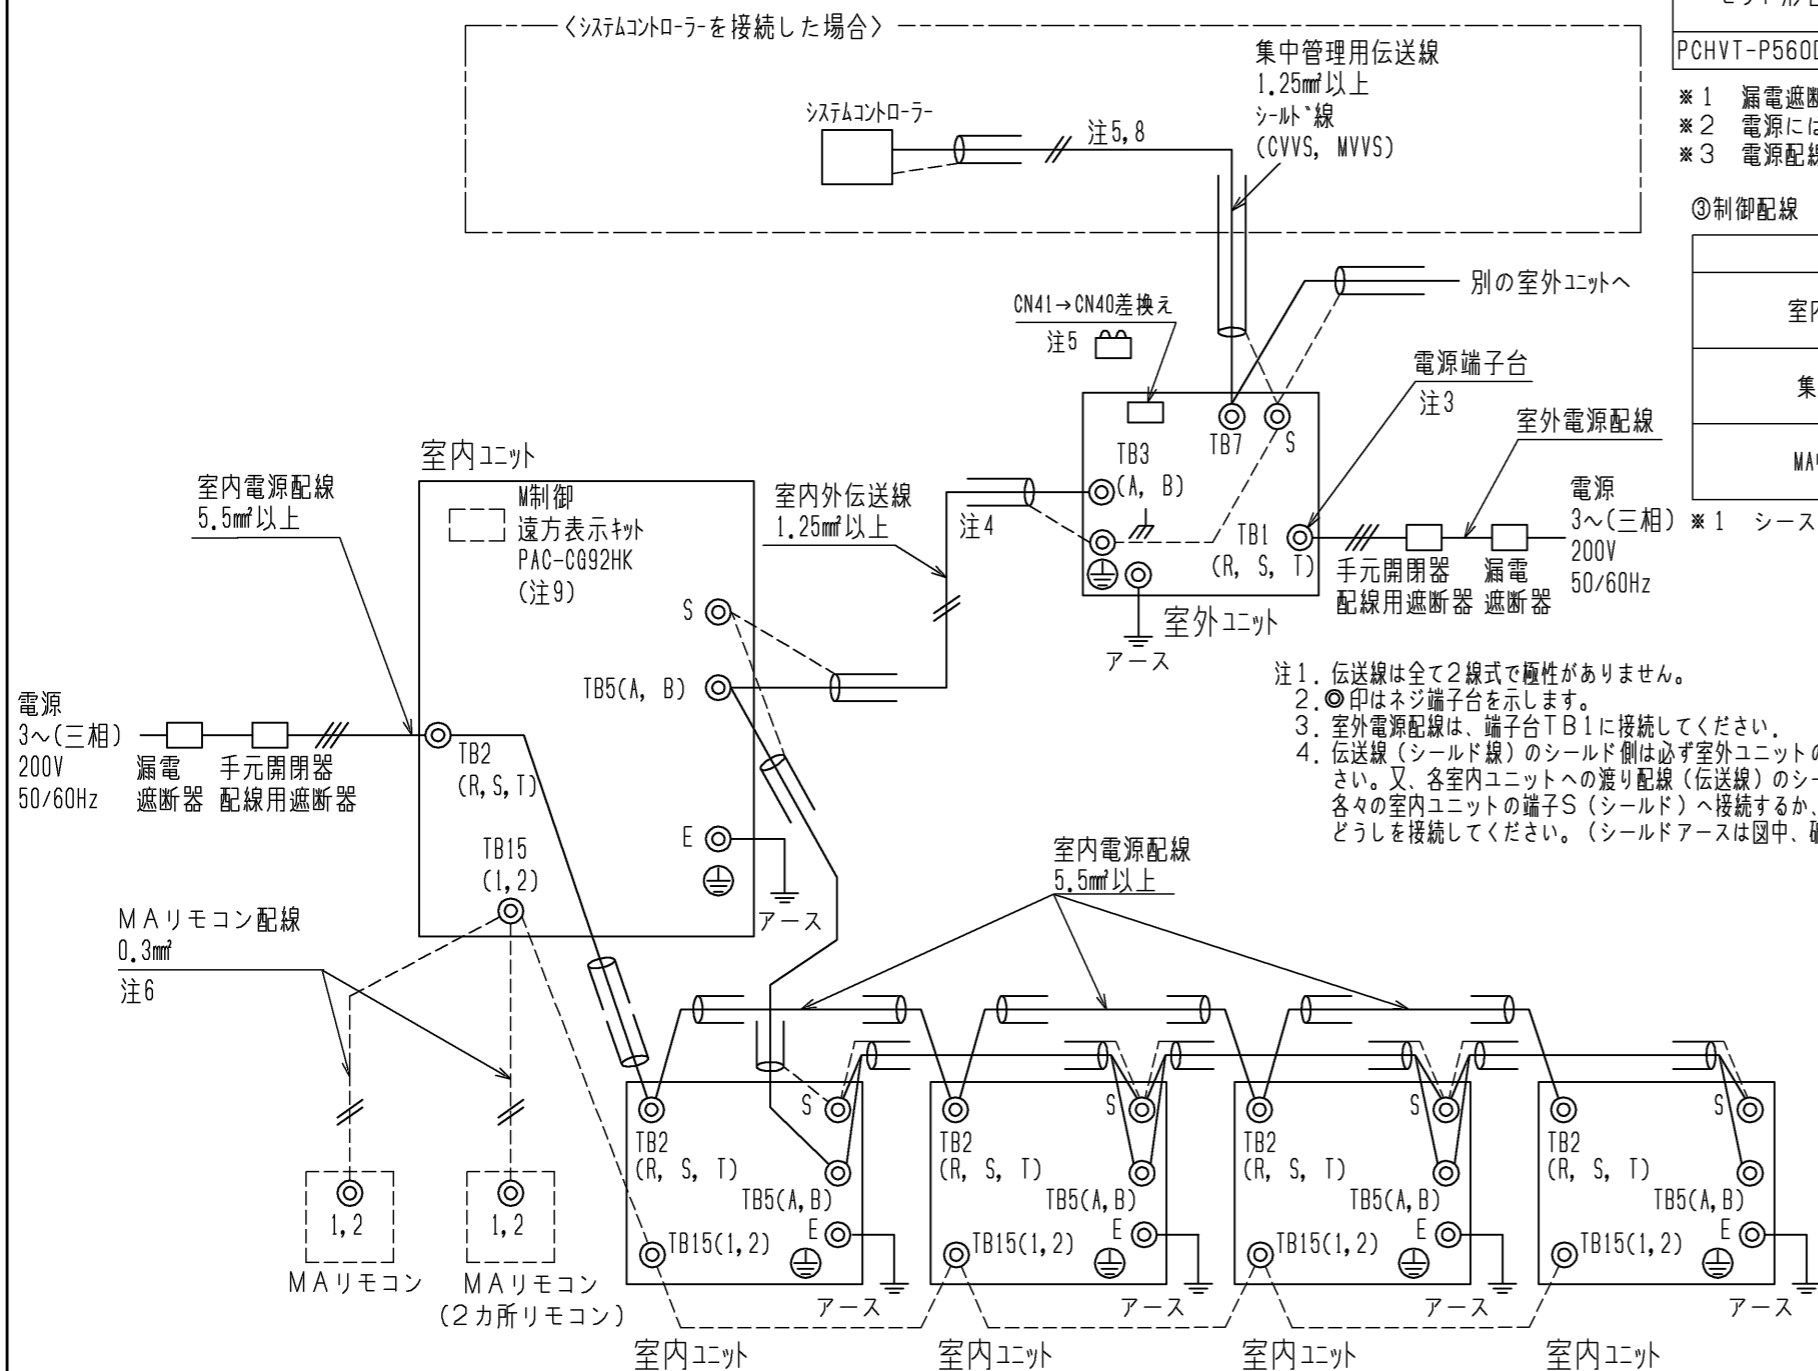 〈システムコントローラーを接続した場合〉
集中管理用伝送線
1.25㎟以上
シールド線
(CVVS, MVVS)
システムコントローラー
注5,8
PCHVT-P560D
※1 漏電遮断
※2 電源には
※3 電源配線
③制御配線
室内
集
MA
※1 シース
別の室外ユニットへ
CN41→CN40差換え
注5
電源端子台
注3
室外電源配線
TB7
S
TB3
(A, B)
TB1
(R, S, T)
電源
3～(三相)
200V
50/60Hz
手元開閉器
配線用遮断器
漏電
遮断器
室外ユニット
アース
室内ユニット
室内電源配線
5.5㎟以上
M制御
遠方表示キット
PAC-CG92HK
(注9)
室内外伝送線
1.25㎟以上
注4
S
TB5(A, B)
電源
3～(三相)
200V
50/60Hz
漏電
遮断器
手元開閉器
配線用遮断器
TB2
(R,S,T)
E
TB15
(1,2)
アース
注1. 伝送線は全て2線式で極性がありません。
2. ◎印はネジ端子台を示します。
3. 室外電源配線は、端子台TB1に接続してください.
4. 伝送線（シールド線）のシールド側は必ず室外ユニットの
さい。又、各室内ユニットへの渡り配線（伝送線）のシー
各々の室内ユニットの端子S（シールド）へ接続するか、
どうしを接続してください。（シールドアースは図中、破
室内電源配線
5.5㎟以上
MAリモコン配線
0.3㎟
注6
1,2
MAリモコン
1,2
MAリモコン
(2カ所リモコン)
TB2
(R, S, T)
S
TB5(A,B)
E
TB15(1,2)
アース
室内ユニット
TB2
(R, S, T)
S
TB5(A,B)
E
TB15(1,2)
アース
室内ユニット
TB2
(R, S, T)
S
TB5(A,B)
E
TB15(1,2)
アース
室内ユニット
TB2
(R, S, T)
S
TB5(A,B)
E
TB15(1,2)
アース
室内ユニット